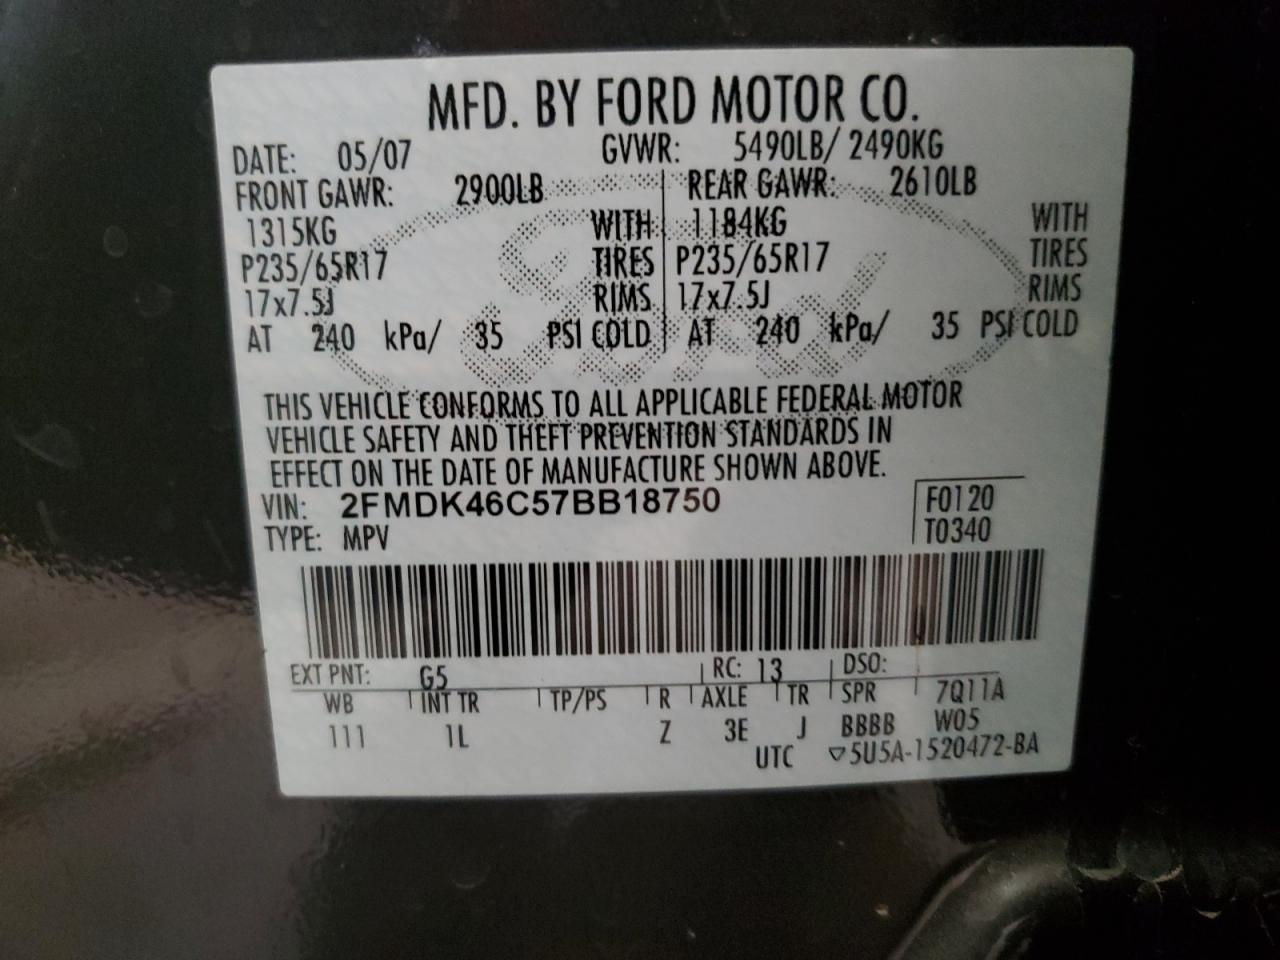 MFD. BY FORD MOTOR CO.
DATE: 05/07 GVWR: 5490LB/ 2490KG
FRONT GAWR: 2900LB REAR GAWR: 2610LB
1315KG WITH 1184KG WITH
P235/65R17 TIRES P235/65R17 TIRES
17x7.5J RIMS 17x7.5J RIMS
AT 240 kPa/ 35 PSI COLD AT 240 kPa/ 35 PSI COLD
Ford
THIS VEHICLE CONFORMS TO ALL APPLICABLE FEDERAL MOTOR
VEHICLE SAFETY AND THEFT PREVENTION STANDARDS IN
EFFECT ON THE DATE OF MANUFACTURE SHOWN ABOVE.
VIN: 2FMDK46C57BB18750 F0120
TYPE: MPV T0340
EXT PNT: G5 RC: 13 DSO:
WB INT TR TP/PS R AXLE TR SPR 7Q11A
111 1L Z 3E J BBBB W05
UTC ▽5U5A-1520472-BA